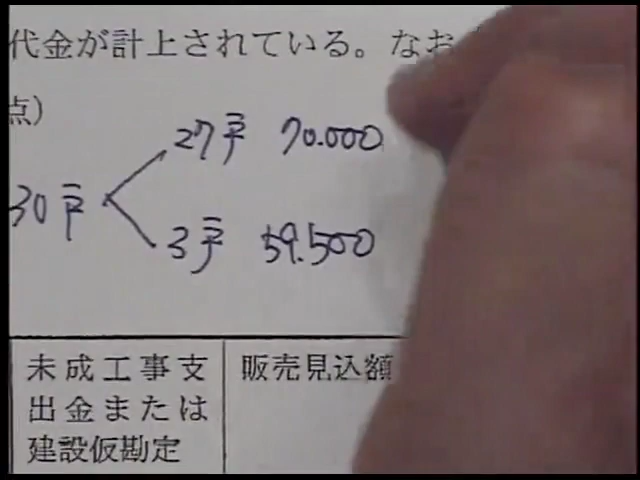 代金が計上されている。なお
点)
27戸 70.000
30戸
3戸 59.500
未成工事支 販売見込額
出金または
建設仮勘定